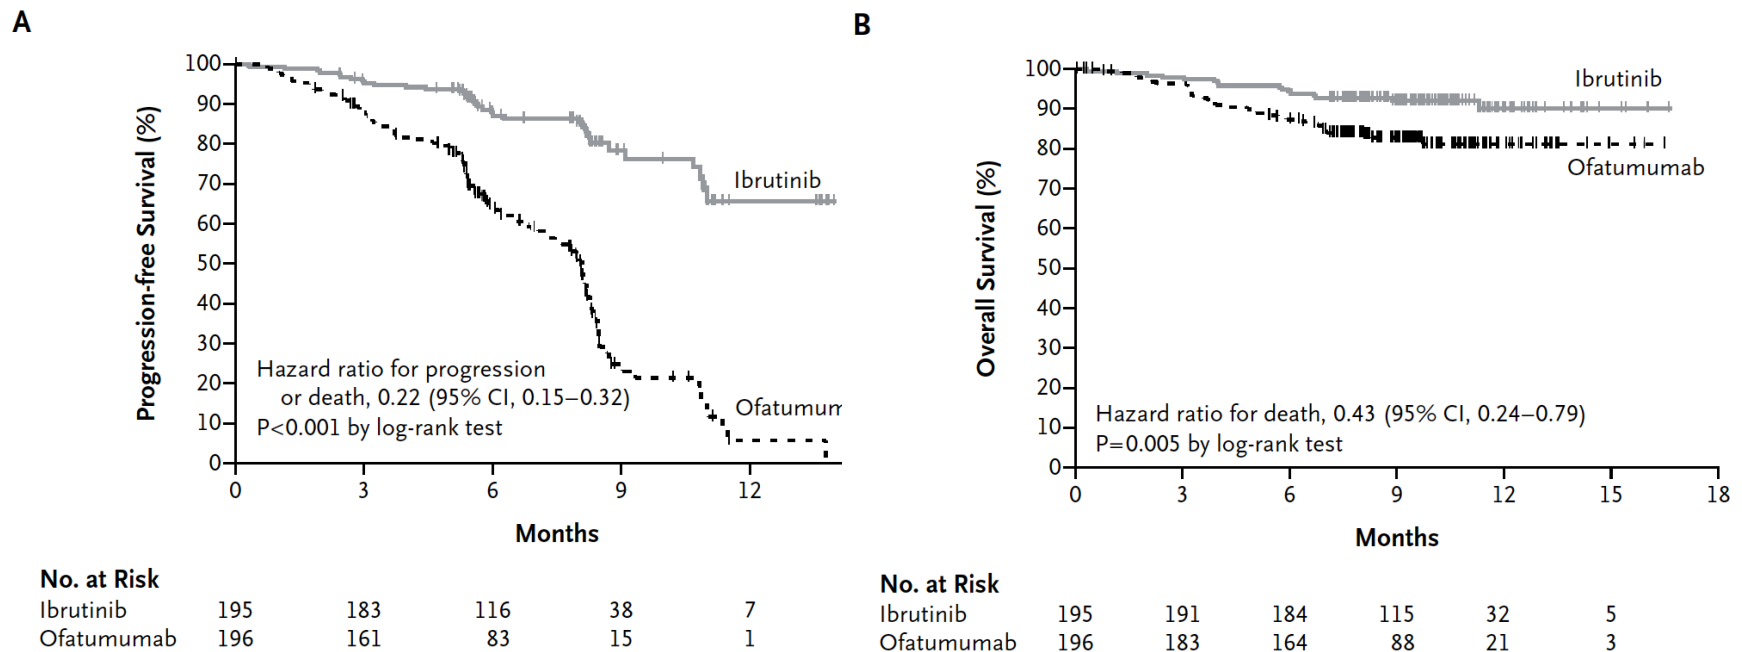 A
Progression-free Survival (%)
100
90
80
70
60
50
40
30
20
10
0
Ibrutinib
Hazard ratio for progression
or death, 0.22 (95% CI, 0.15–0.32)
P<0.001 by log-rank test
Ofatumum
0 3 6 9 12
Months
No. at Risk
Ibrutinib 195 183 116 38 7
Ofatumumab 196 161 83 15 1
B
Overall Survival (%)
100
90
80
70
60
50
40
30
20
10
0
Ibrutinib
Ofatumumab
Hazard ratio for death, 0.43 (95% CI, 0.24–0.79)
P=0.005 by log-rank test
0 3 6 9 12 15 18
Months
No. at Risk
Ibrutinib 195 191 184 115 32 5
Ofatumumab 196 183 164 88 21 3